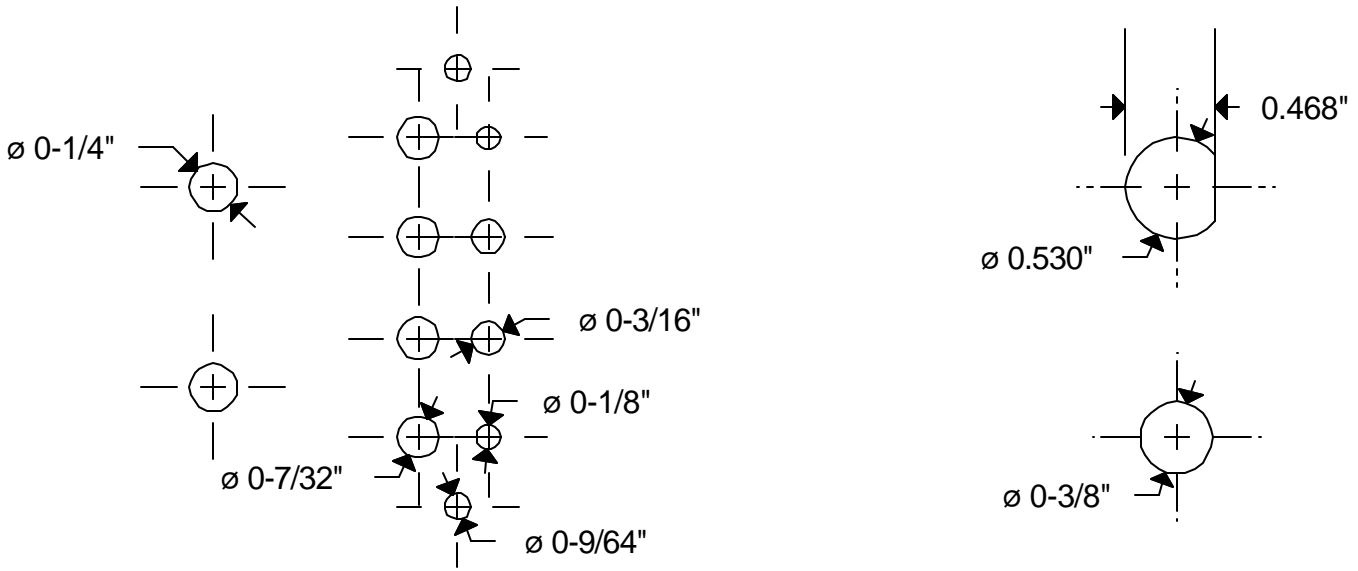 0.468"
ø 0-1/4"
ø 0.530"
ø 0-3/16"
ø 0-1/8"
ø 0-7/32"
ø 0-3/8"
ø 0-9/64"